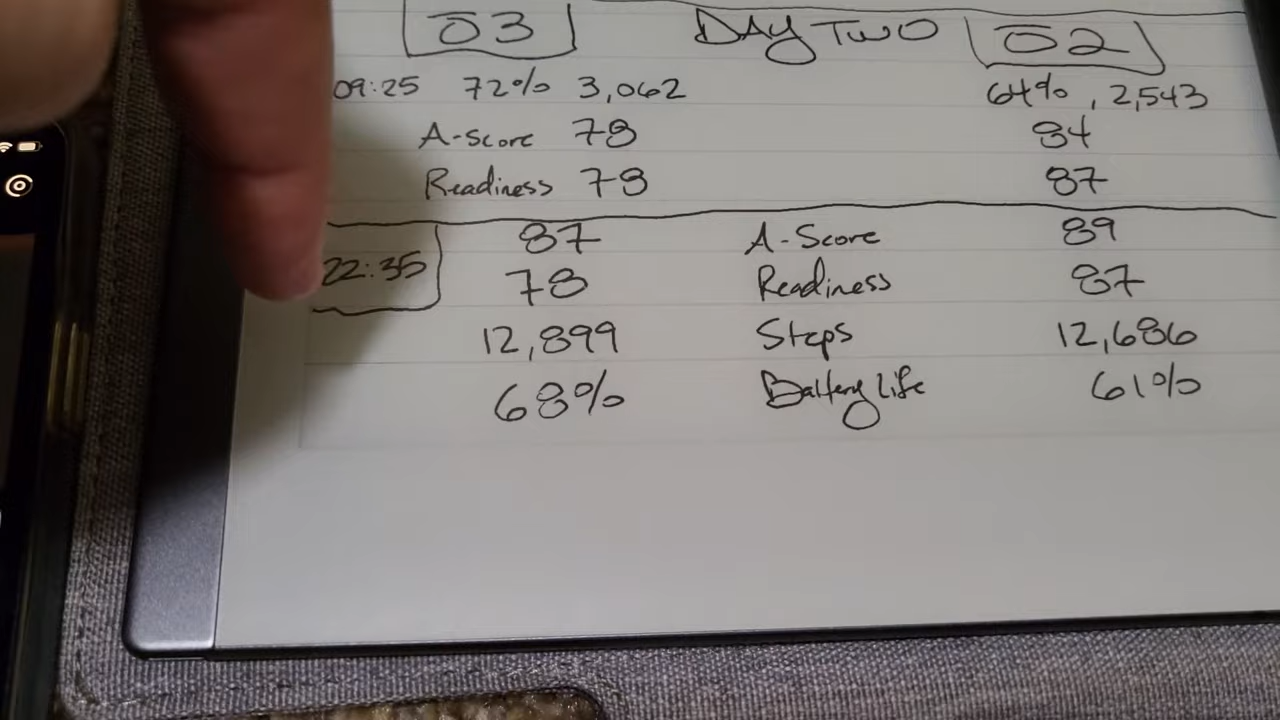 O3 DAY TWO O2
09:25 72% 3,062 64%, 2,543
A-Score 78 84
Readiness 78 87
22:35 87 A-Score 89
78 Readiness 87
12,899 Steps 12,686
68% Battery Life 61%